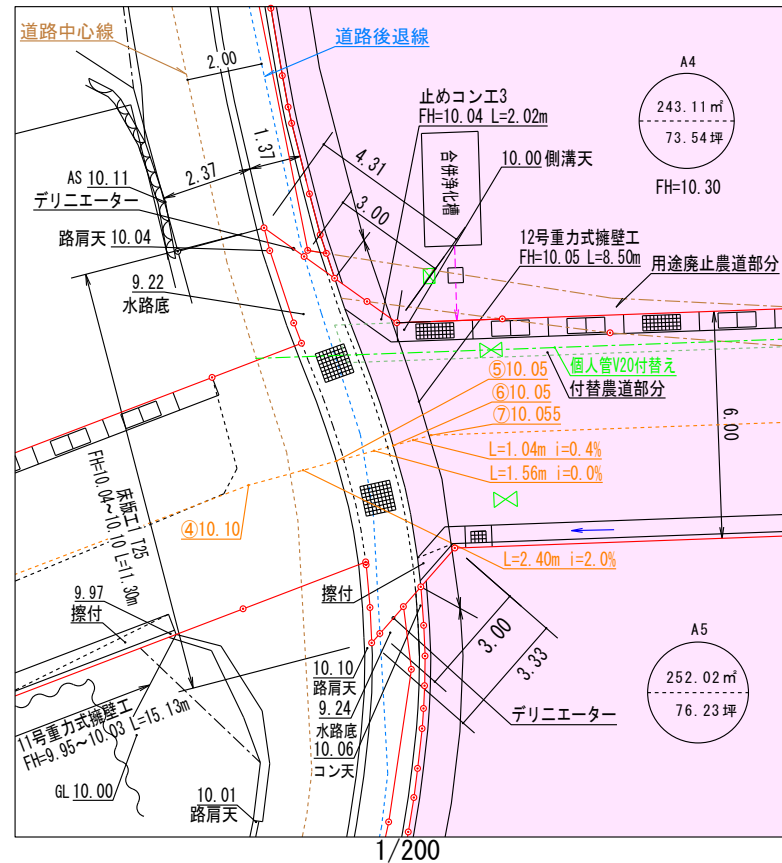 道路中心線
道路後退線
2.00
1.37
2.37
4.31
3.00
AS 10.11
デリニエーター
路肩天 10.04
9.22
水路底
止めコン工3
FH=10.04 L=2.02m
10.00 側溝天
合併浄化槽
A4
243.11㎡
73.54坪
FH=10.30
12号重力式擁壁工
FH=10.05 L=8.50m
用途廃止農道部分
個人管V20付替え
付替農道部分
⑤10.05
⑥10.05
⑦10.055
L=1.04m i=0.4%
L=1.56m i=0.0%
6.00
④10.10
L=2.40m i=2.0%
床版工1 T25
FH=10.04~10.10 L=11.30m
9.97
擦付
擦付
11号重力式擁壁工
FH=9.95~10.03 L=15.13m
GL 10.00
10.01
路肩天
10.10
路肩天
9.24
水路底
10.06
コン天
3.00
3.33
デリニエーター
A5
252.02㎡
76.23坪
1/200